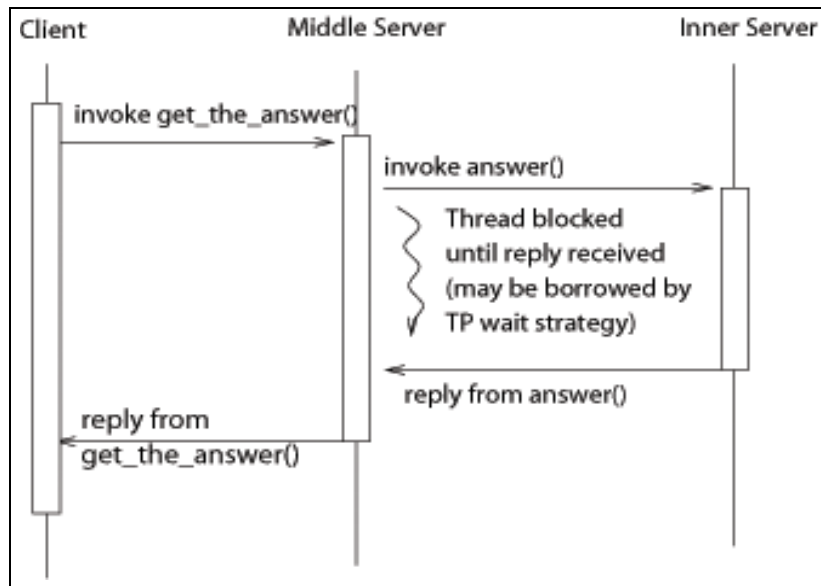 Client
Middle Server
Inner Server
invoke get_the_answer()
invoke answer()
Thread blocked
until reply received
(may be borrowed by
TP wait strategy)
reply from answer()
reply from
get_the_answer()